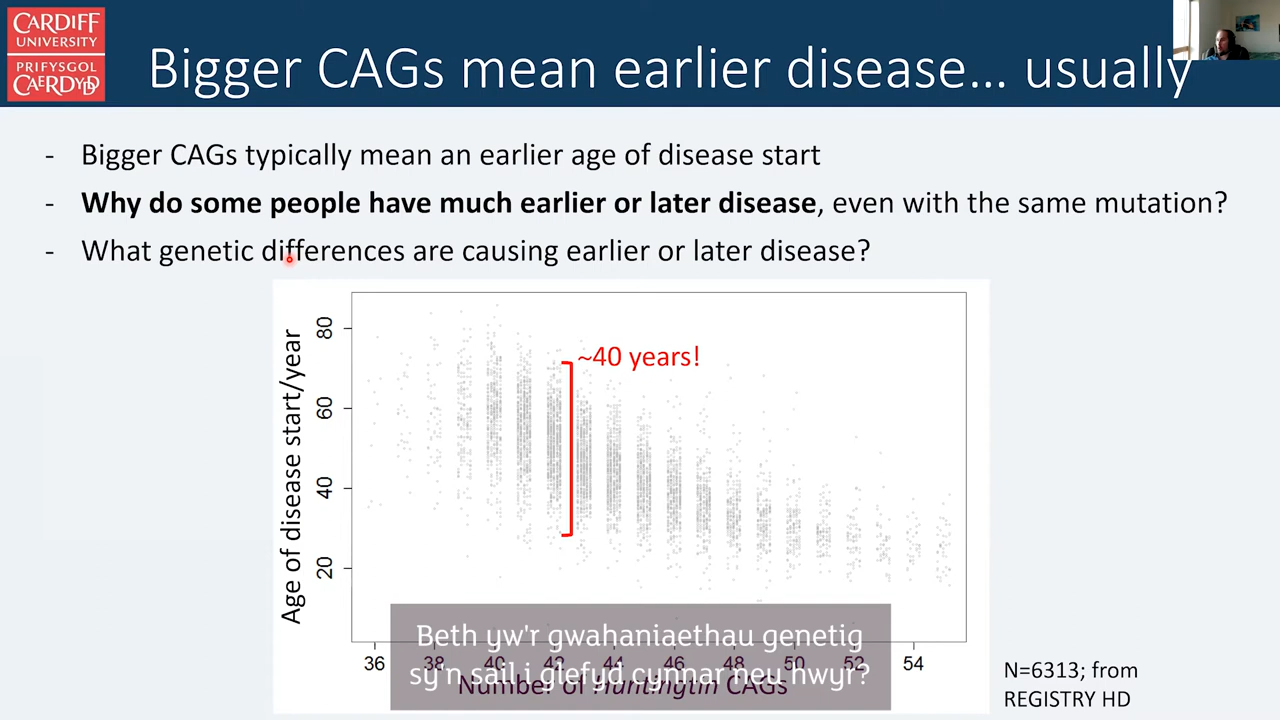 CARDIFF
UNIVERSITY
PRIFYSGOL
CAERDYDD
Bigger CAGs mean earlier disease... usually
- Bigger CAGs typically mean an earlier age of disease start
- Why do some people have much earlier or later disease, even with the same mutation?
- What genetic differences are causing earlier or later disease?
~40 years!
Age of disease start/year
80
60
40
20
36 38 40 42 44 46 48 50 52 54
Number of Huntingtin CAGs
Beth yw'r gwahaniaethau genetig
sy'n sail i glefyd cynnar neu hwyr?
N=6313; from
REGISTRY HD